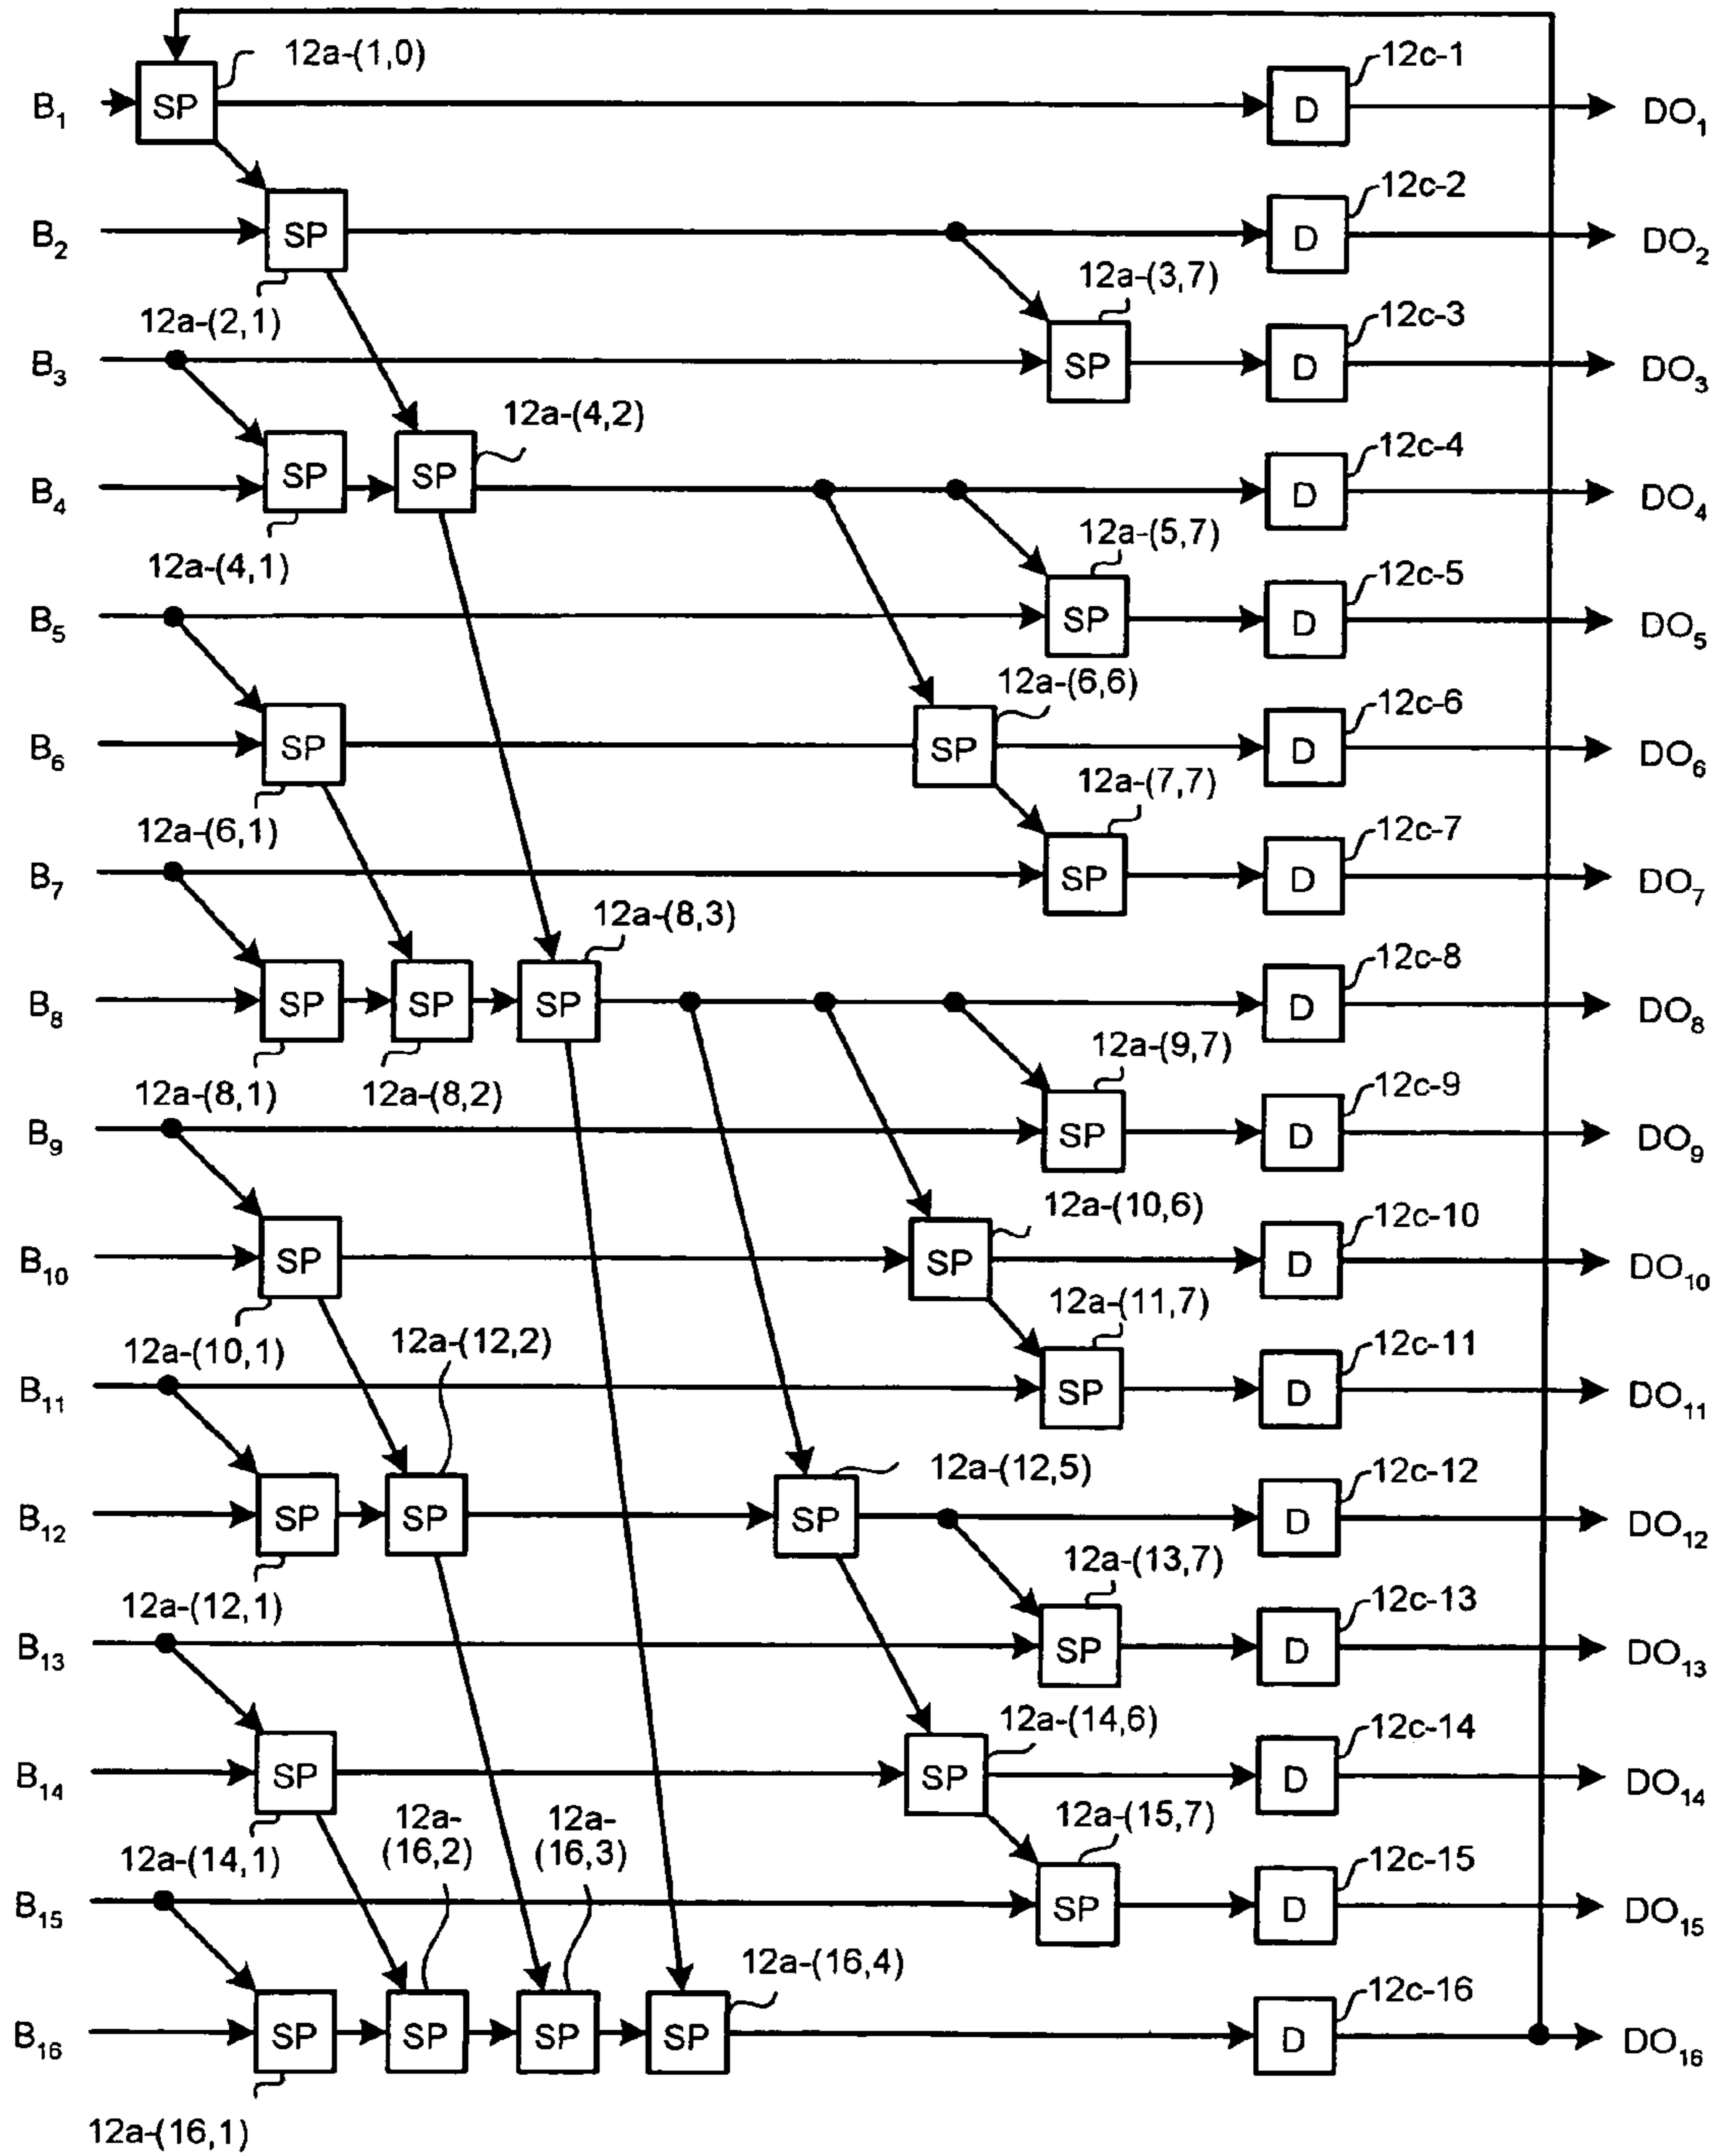 12a-(1,0)
12c-1
B1 SP D DO1
12c-2
B2 SP D DO2
12a-(3,7)
12a-(2,1)
12c-3
B3 SP D DO3
12a-(4,2)
12c-4
B4 SP SP D DO4
12a-(5,7)
12a-(4,1)
12c-5
B5 SP D DO5
12a-(6,6)
12c-6
B6 SP SP D DO6
12a-(7,7)
12a-(6,1)
12c-7
B7 SP D DO7
12a-(8,3)
12c-8
B8 SP SP SP D DO8
12a-(9,7)
12a-(8,1) 12a-(8,2)
12c-9
B9 SP D DO9
12a-(10,6)
12c-10
B10 SP SP D DO10
12a-(11,7)
12a-(10,1) 12a-(12,2)
12c-11
B11 SP D DO11
12a-(12,5)
12c-12
B12 SP SP SP D DO12
12a-(13,7)
12a-(12,1)
12c-13
B13 SP D DO13
12a-(14,6)
12c-14
B14 SP SP D DO14
12a-(16,2) 12a-(16,3) 12a-(15,7)
12a-(14,1)
12c-15
B15 SP D DO15
12a-(16,4)
12c-16
B16 SP SP SP SP D DO16
12a-(16,1)